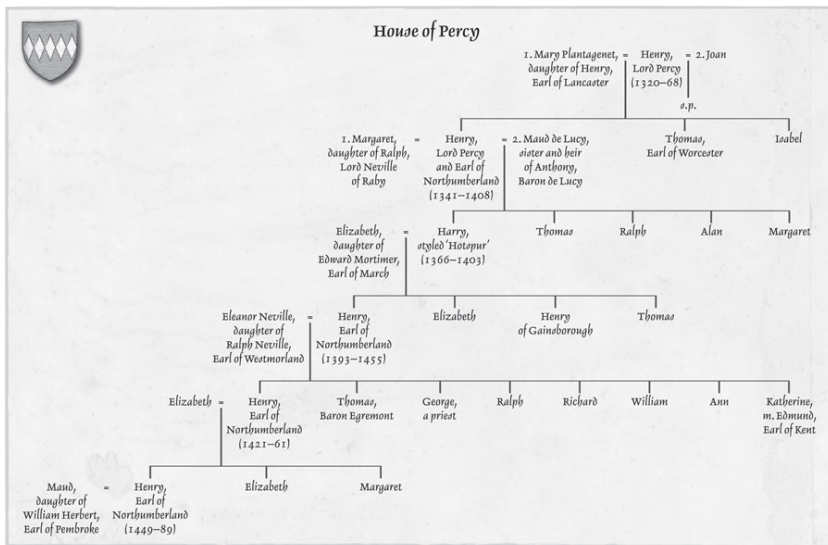 House of Percy
1. Mary Plantagenet, = Henry, = 2. Joan
daughter of Henry, Lord Percy
Earl of Lancaster (1320–68)
s.p.
1. Margaret, = Henry, = 2. Maud de Lucy, Thomas, Isabel
daughter of Ralph, Lord Percy sister and heir Earl of Worcester
Lord Neville and Earl of of Anthony,
of Raby Northumberland Baron de Lucy
(1341–1408)
Elizabeth, = Harry, Thomas Ralph Alan Margaret
daughter of styled 'Hotspur'
Edward Mortimer, (1366–1403)
Earl of March
Eleanor Neville, = Henry, Elizabeth Henry Thomas
daughter of Earl of of Gainsborough
Ralph Neville, Northumberland
Earl of Westmorland (1393–1455)
Elizabeth = Henry, Thomas, George, Ralph Richard William Ann Katherine,
Earl of Baron Egremont a priest m. Edmund,
Northumberland Earl of Kent
(1421–61)
Maud, = Henry, Elizabeth Margaret
daughter of Earl of
William Herbert, Northumberland
Earl of Pembroke (1449–89)